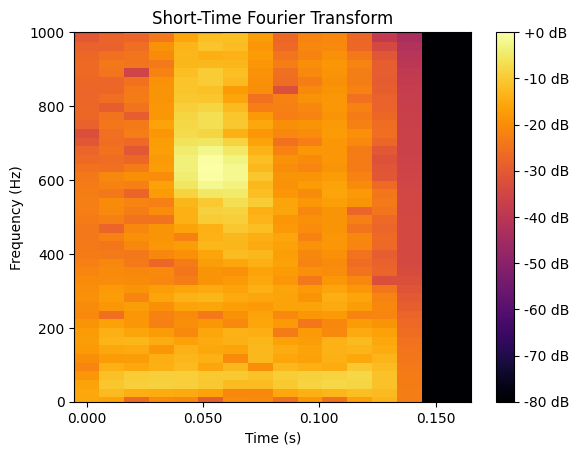 Short-Time Fourier Transform
1000
800
600
400
200
0
Frequency (Hz)
0.000
0.050
0.100
0.150
Time (s)
+0 dB
-10 dB
-20 dB
-30 dB
-40 dB
-50 dB
-60 dB
-70 dB
-80 dB